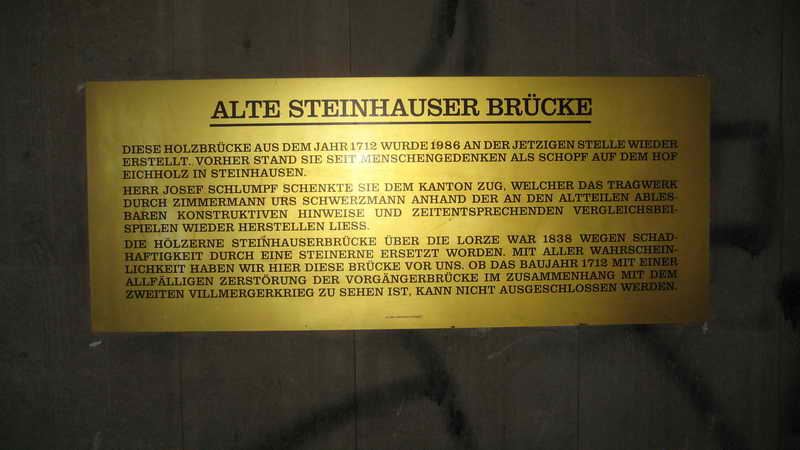 ALTE STEINHAUSER BRÜCKE
DIESE HOLZBRÜCKE AUS DEM JAHR 1712 WURDE 1986 AN DER JETZIGEN STELLE WIEDER
ERSTELLT. VORHER STAND SIE SEIT MENSCHENGEDENKEN ALS SCHOPF AUF DEM HOF
EICHHOLZ IN STEINHAUSEN.
HERR JOSEF SCHLUMPF SCHENKTE SIE DEM KANTON ZUG, WELCHER DAS TRAGWERK
DURCH ZIMMERMANN URS SCHWERZMANN ANHAND DER AN DEN ALTTEILEN ABLES-
BAREN KONSTRUKTIVEN HINWEISE UND ZEITENTSPRECHENDEN VERGLEICHSBEI-
SPIELEN WIEDER HERSTELLEN LIESS.
DIE HÖLZERNE STEINHAUSERBRÜCKE ÜBER DIE LORZE WAR 1838 WEGEN SCHAD-
HAFTIGKEIT DURCH EINE STEINERNE ERSETZT WORDEN. MIT ALLER WAHRSCHEIN-
LICHKEIT HABEN WIR HIER DIESE BRÜCKE VOR UNS. OB DAS BAUJAHR 1712 MIT EINER
ALLFÄLLIGEN ZERSTÖRUNG DER VORGÄNGERBRÜCKE IM ZUSAMMENHANG MIT DEM
ZWEITEN VILLMERGERKRIEG ZU SEHEN IST, KANN NICHT AUSGESCHLOSSEN WERDEN.